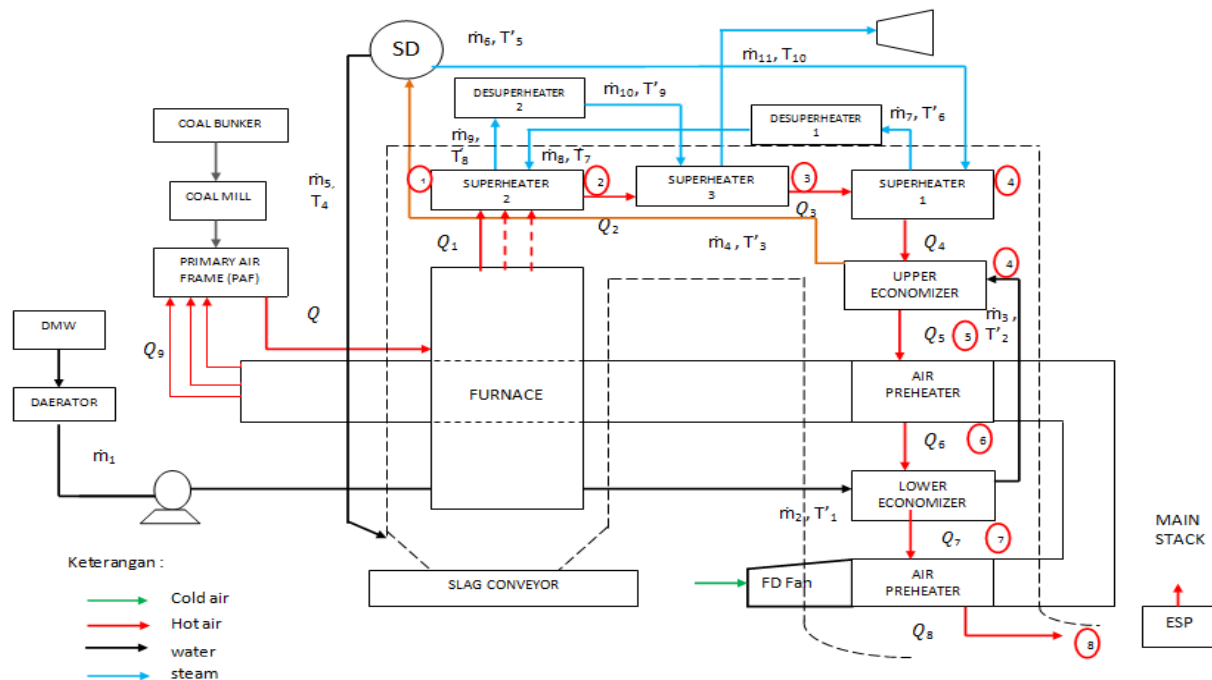 SD
ṁ6, T'5
ṁ11, T10
DESUPERHEATER
2
ṁ10, T'9
DESUPERHEATER
1
ṁ7, T'6
COAL BUNKER
COAL MILL
PRIMARY AIR
FRAME (PAF)
ṁ5,
T4
ṁ9,
T8
ṁ8, T7
1
SUPERHEATER
2
2
SUPERHEATER
3
3
SUPERHEATER
1
4
Q1
Q2
Q3
Q4
ṁ4, T'3
UPPER
ECONOMIZER
4
ṁ3,
T'2
Q
Q9
Q5
5
DMW
DAERATOR
ṁ1
FURNACE
AIR
PREHEATER
Q6
6
LOWER
ECONOMIZER
ṁ2, T'1
Q7
7
MAIN
STACK
Keterangan :
Cold air
Hot air
water
steam
SLAG CONVEYOR
FD Fan
AIR
PREHEATER
Q8
8
ESP